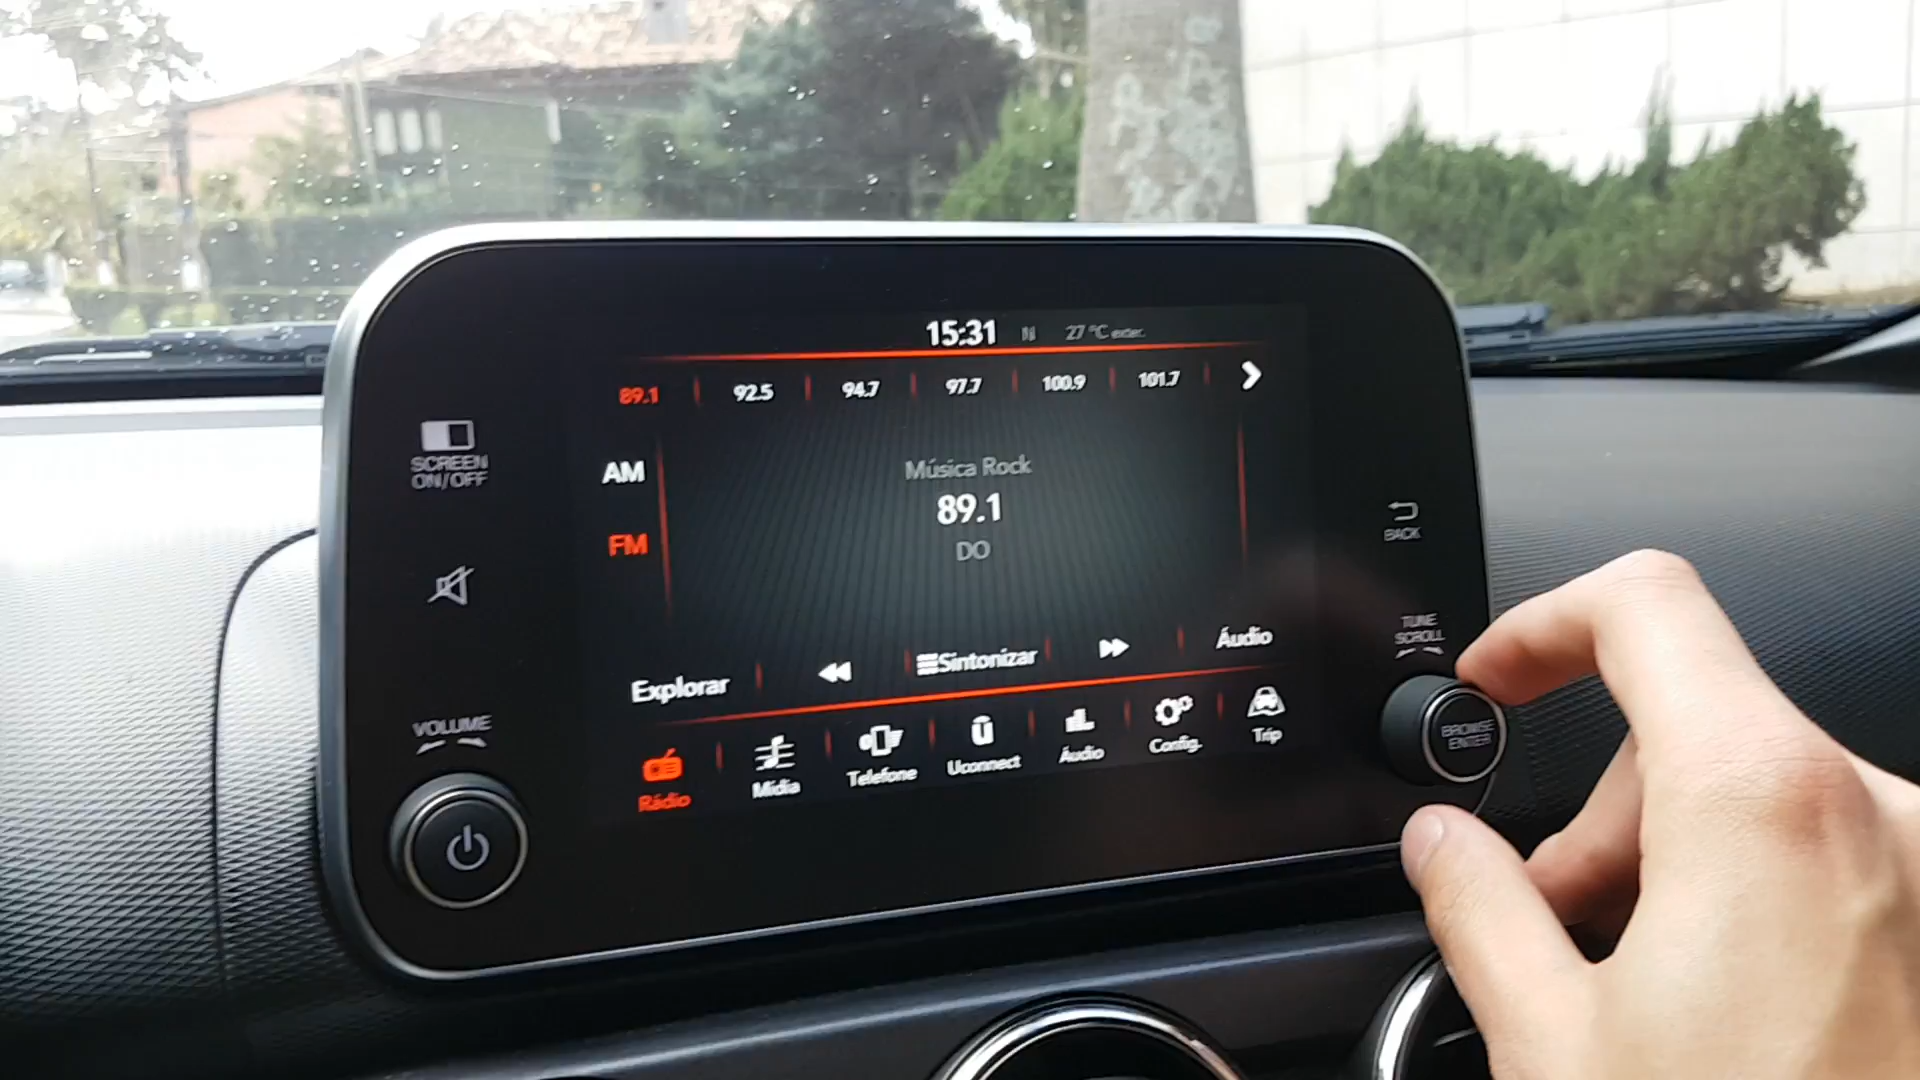 15:31 N 27 °C exter.
89.1 92.5 94.7 97.7 100.9 101.7
SCREEN
ON/OFF
AM
Música Rock
89.1
FM
DO
BACK
TUNE
SCROLL
Explorar Sintonizar Áudio
VOLUME
Rádio Mídia Telefone Uconnect Áudio Config. Trip
BROWSE
ENTER